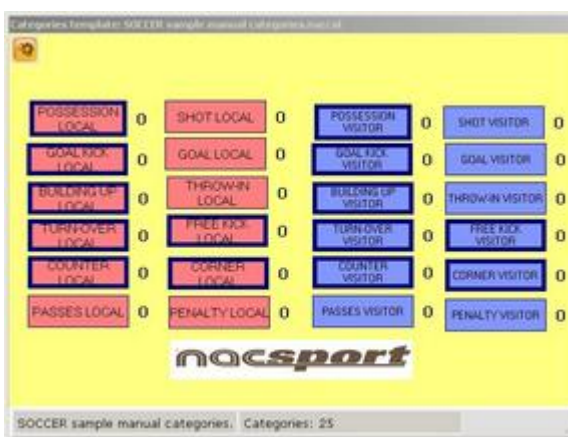 Categories template: SOCCER sample manual categories.naccat
POSSESSION LOCAL 0 SHOT LOCAL 0 POSSESSION VISITOR 0 SHOT VISITOR 0
GOAL KICK LOCAL 0 GOAL LOCAL 0 GOAL KICK VISITOR 0 GOAL VISITOR 0
BUILDING UP LOCAL 0 THROW-IN LOCAL 0 BUILDING UP VISITOR 0 THROW-IN VISITOR 0
TURN-OVER LOCAL 0 FREE KICK LOCAL 0 TURN-OVER VISITOR 0 FREE KICK VISITOR 0
COUNTER LOCAL 0 CORNER LOCAL 0 COUNTER VISITOR 0 CORNER VISITOR 0
PASSES LOCAL 0 PENALTY LOCAL 0 PASSES VISITOR 0 PENALTY VISITOR 0
nacsport
SOCCER sample manual categories. Categories: 25